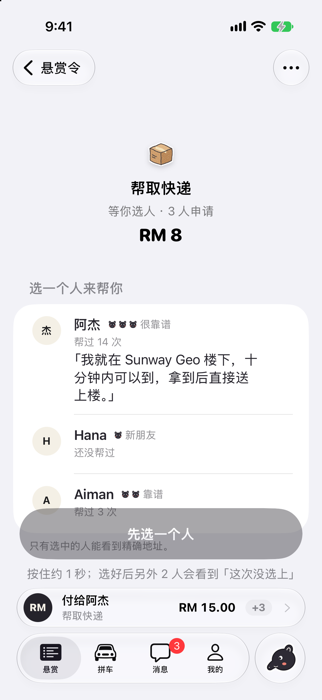 9:41
悬赏令
帮取快递
等你选人 · 3 人申请
RM 8
选一个人来帮你
阿
阿杰 很靠谱
帮过 14 次
「我就在 Sunway Geo 楼下，十
分钟内可以到，拿到后直接送
上楼。」
H
Hana 新朋友
还没帮过
A
Aiman 靠谱
帮过 3 次
先选一个人
只有选中的人能看到精确地址。
按住约 1 秒；选好后另外 2 人会看到「这次没选上」
RM
付给阿杰
帮取快递
RM 15.00
+3
悬赏
拼车
3
消息
我的